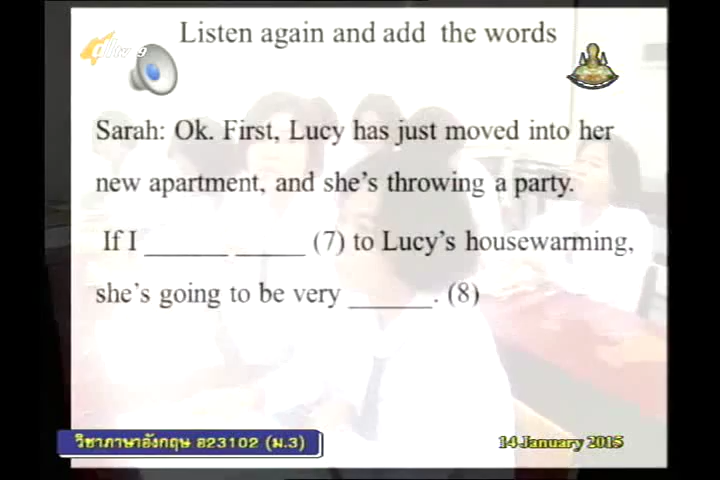 Listen again and add the words
Sarah: Ok. First, Lucy has just moved into her
new apartment, and she's throwing a party.
If I ______ ______ (7) to Lucy's housewarming,
she's going to be very ______. (8)
วิชาภาษาอังกฤษ อ23102 (ม.3)
14 January 2015